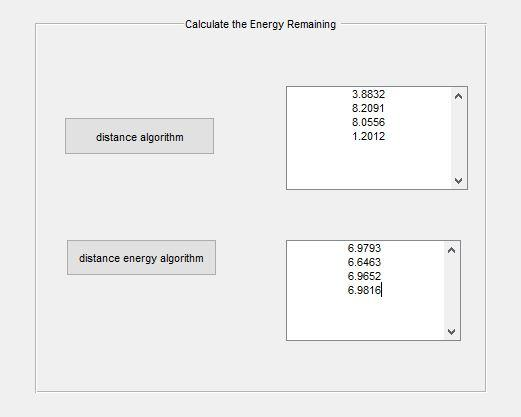 Calculate the Energy Remaining
distance algorithm
3.8832
8.2091
8.0556
1.2012
distance energy algorithm
6.9793
6.6463
6.9652
6.9816